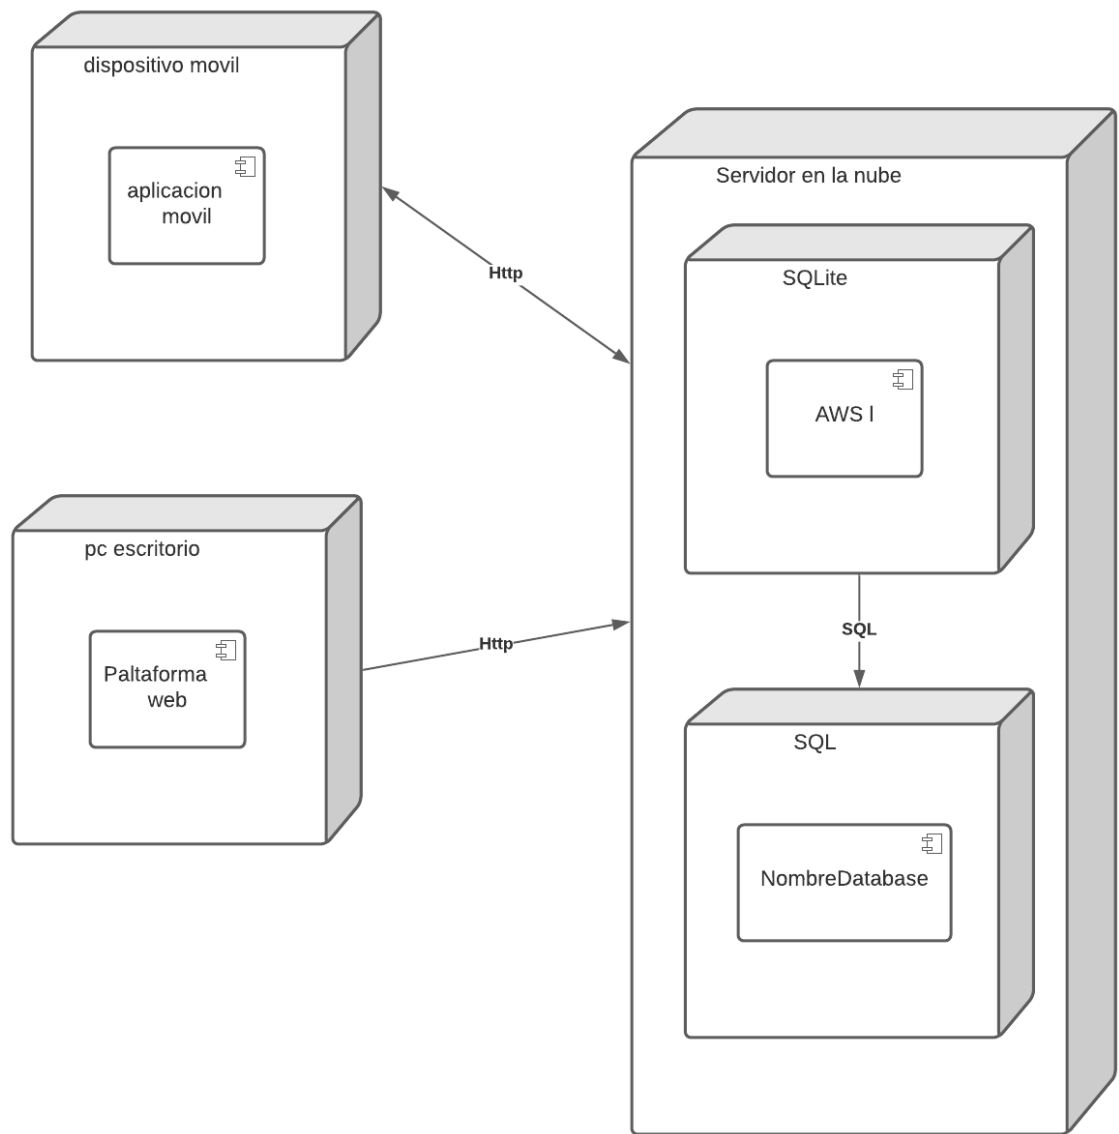 dispositivo movil
aplicacion
movil
Http
Servidor en la nube
SQLite
AWS l
pc escritorio
Paltaforma
web
Http
SQL
SQL
NombreDatabase